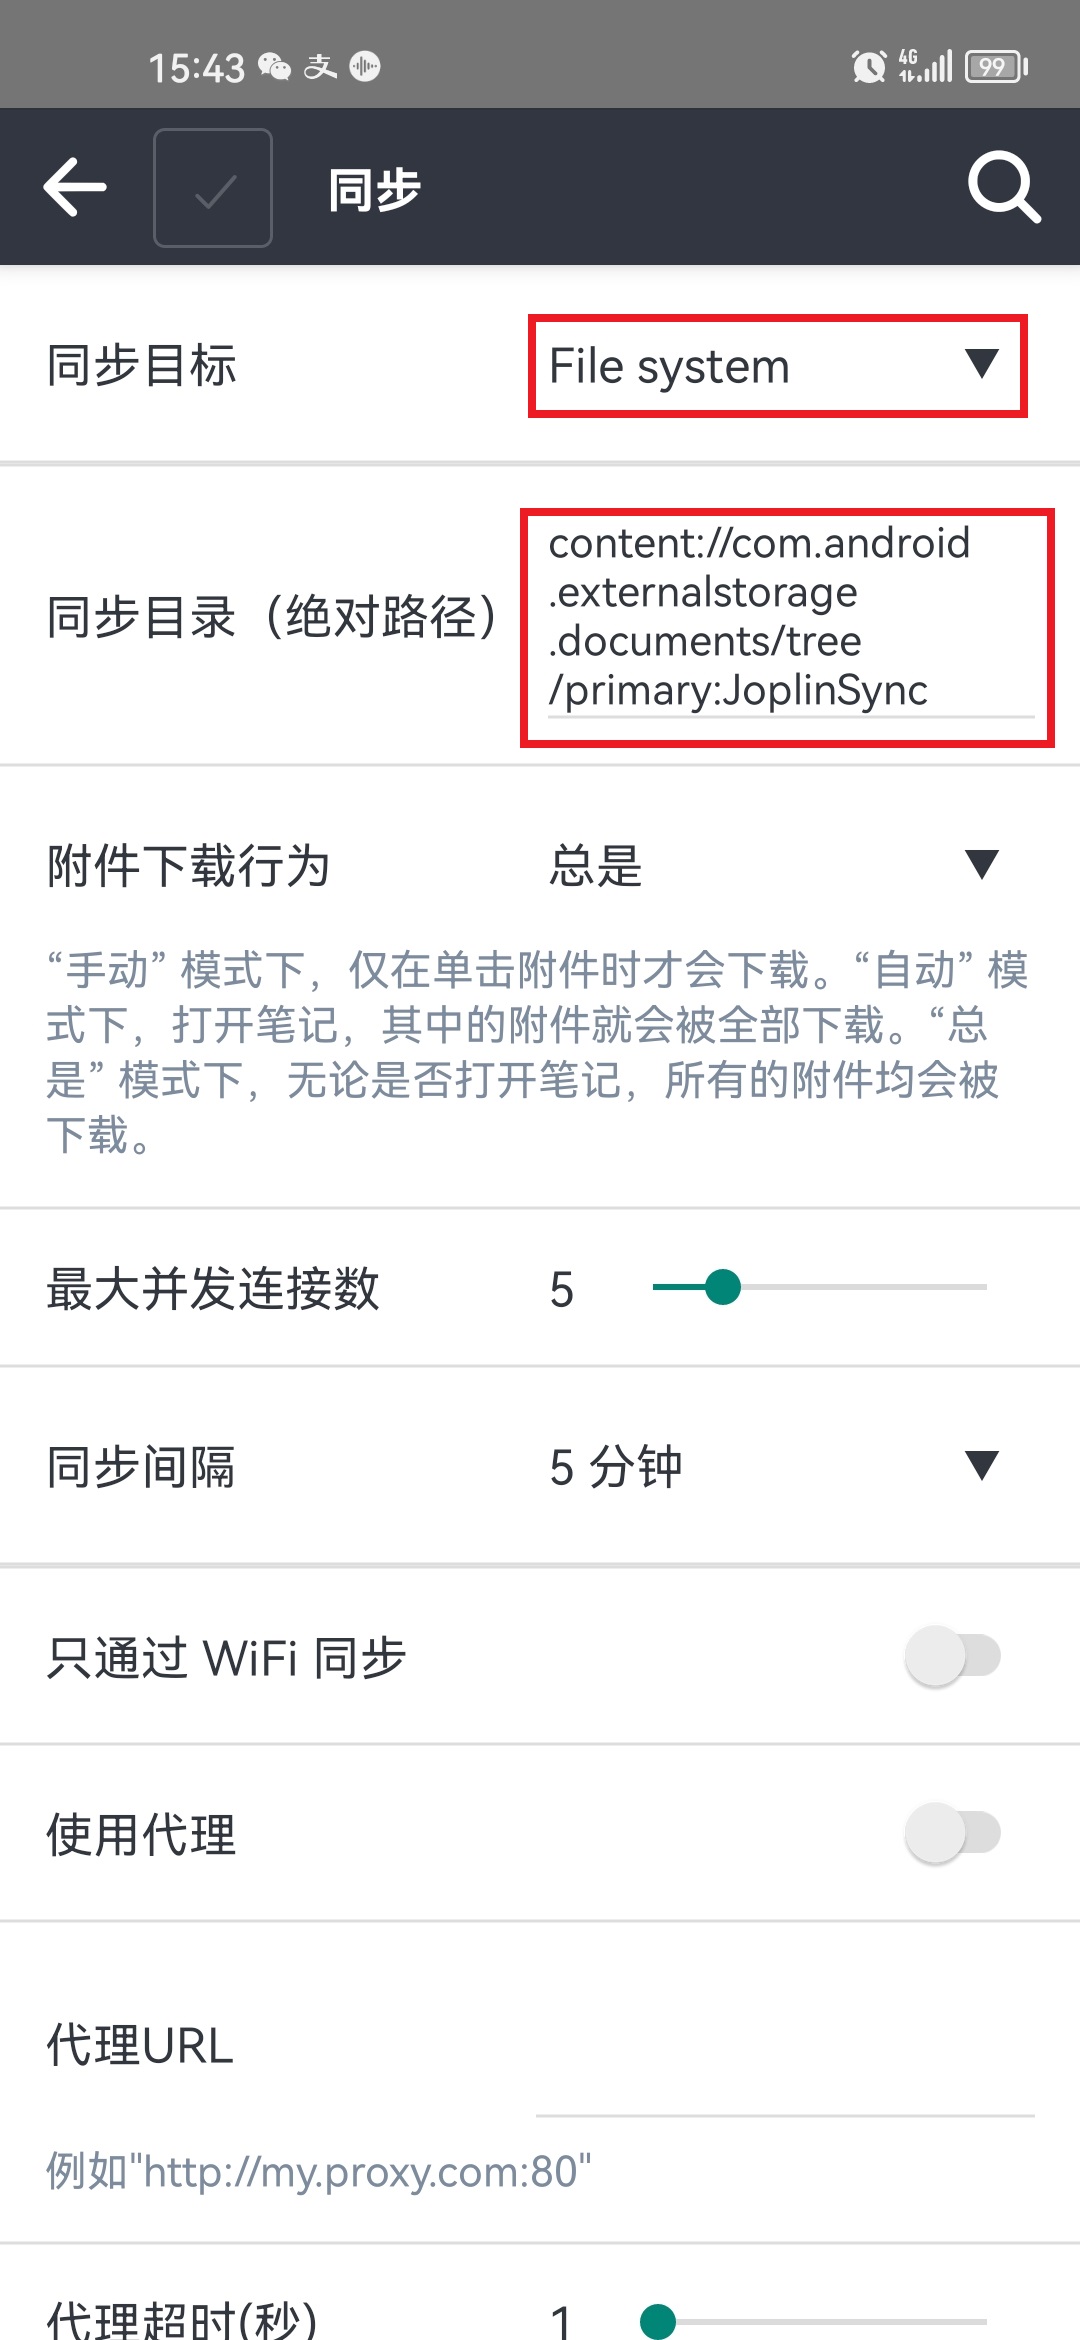 15:43 支 4G 99
同步
同步目标 File system
同步目录（绝对路径） content://com.android
.externalstorage
.documents/tree
/primary:JoplinSync
附件下载行为 总是
“手动” 模式下，仅在单击附件时才会下载。“自动” 模
式下，打开笔记，其中的附件就会被全部下载。“总
是” 模式下，无论是否打开笔记，所有的附件均会被
下载。
最大并发连接数 5
同步间隔 5 分钟
只通过 WiFi 同步
使用代理
代理URL
例如"http://my.proxy.com:80"
代理超时(秒) 1